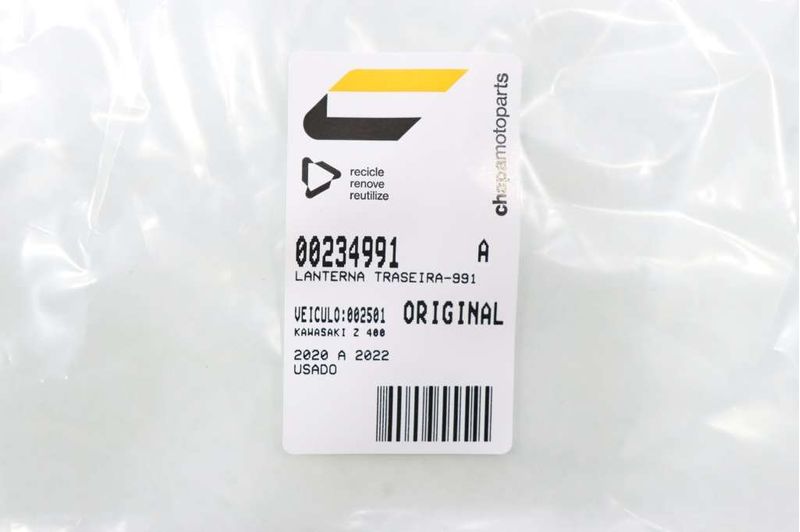 chapamotoparts
recicle
renove
reutilize
00234991 A
LANTERNA TRASEIRA-991
VEICULO:002501 ORIGINAL
KAWASAKI Z 400
2020 A 2022
USADO